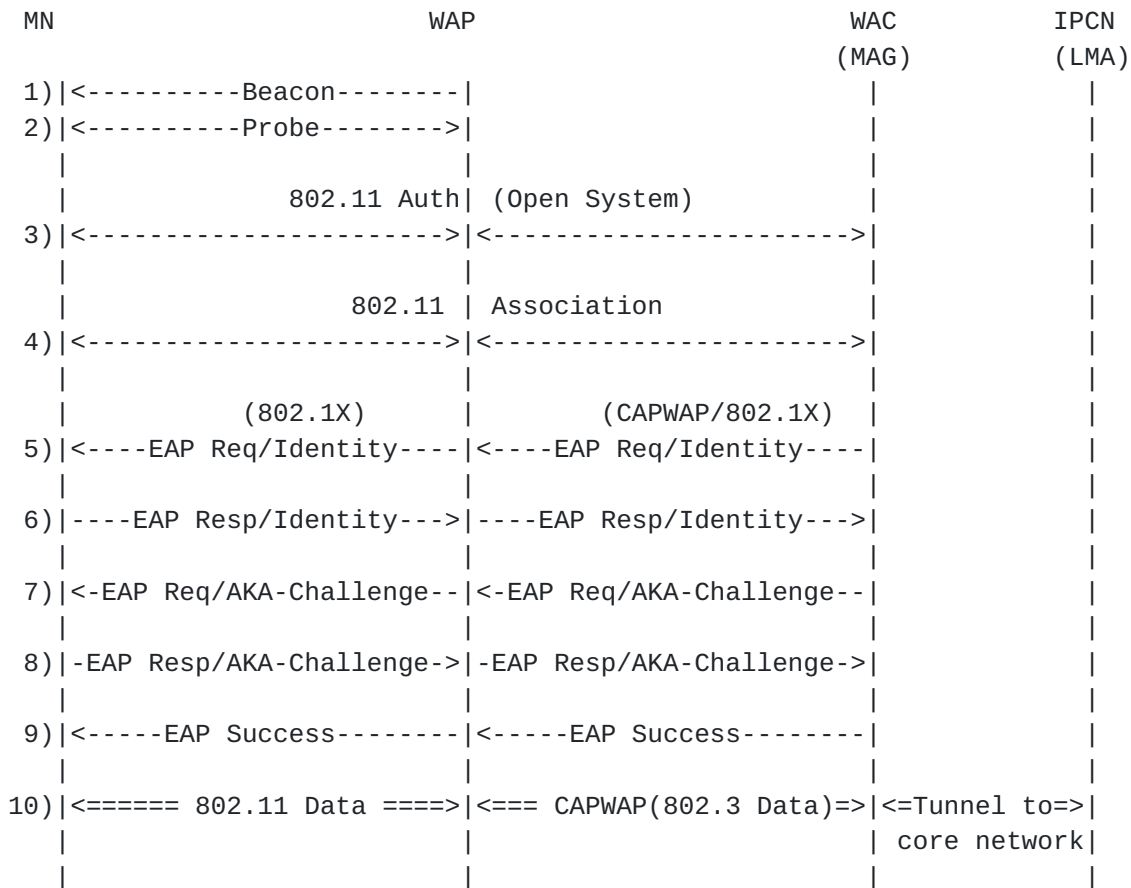 MN                       WAP                       WAC         IPCN
                                                  (MAG)        (LMA)
1)|<----------Beacon--------|                         |             |
2)|<----------Probe-------->|                         |             |
  |                         |                         |             |
  |              802.11 Auth| (Open System)           |             |
3)|<----------------------->|<----------------------->|             |
  |                         |                         |             |
  |                  802.11 | Association             |             |
4)|<----------------------->|<----------------------->|             |
  |                         |                         |             |
  |           (802.1X)      |        (CAPWAP/802.1X)  |             |
5)|<----EAP Req/Identity----|<----EAP Req/Identity----|             |
  |                         |                         |             |
6)|----EAP Resp/Identity--->|----EAP Resp/Identity--->|             |
  |                         |                         |             |
7)|<-EAP Req/AKA-Challenge--|<-EAP Req/AKA-Challenge--|             |
  |                         |                         |             |
8)|-EAP Resp/AKA-Challenge->|-EAP Resp/AKA-Challenge->|             |
  |                         |                         |             |
9)|<-----EAP Success--------|<-----EAP Success--------|             |
  |                         |                         |             |
10)|<====== 802.11 Data ====>|<=== CAPWAP(802.3 Data)=>|<=Tunnel to=>|
  |                         |                         | core network|
  |                         |                         |             |